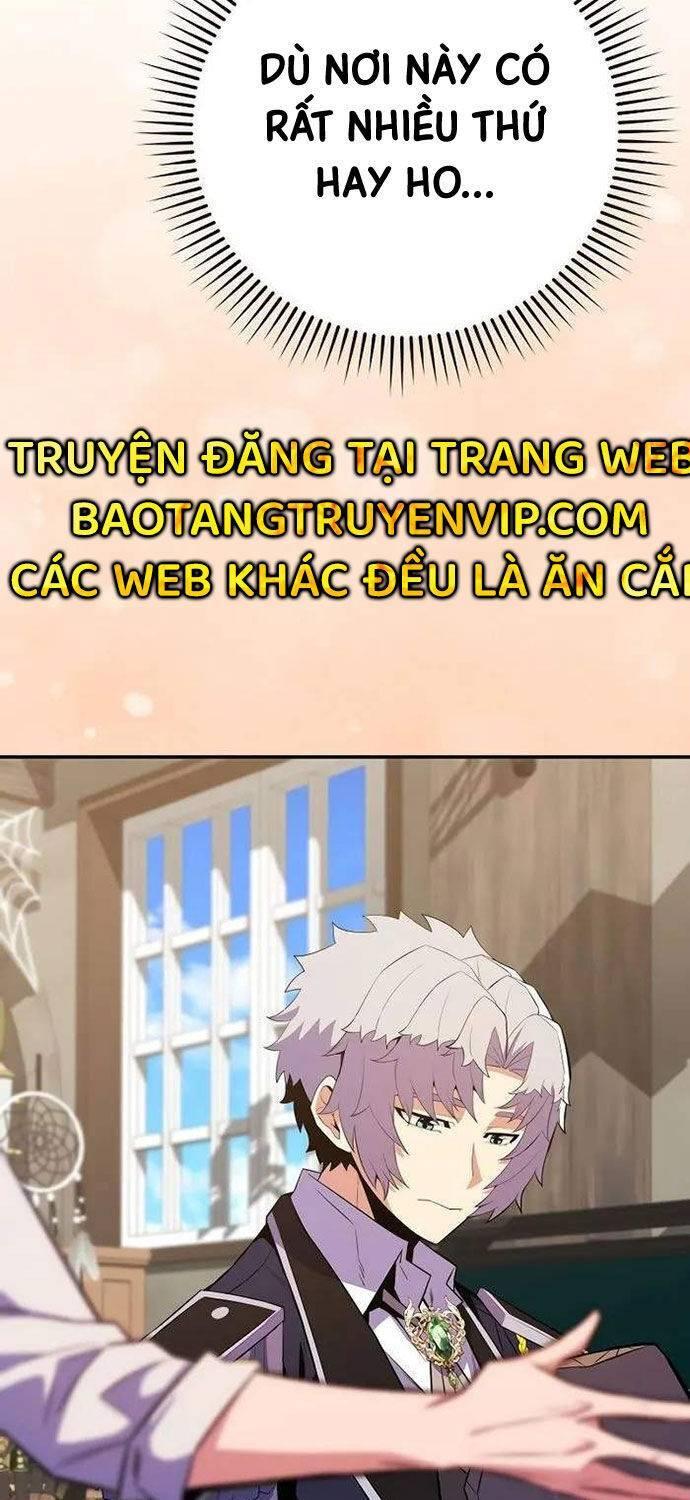 DÙ NƠI NÀY CÓ
RẤT NHIỀU THỨ
HAY HO...
TRUYỆN ĐĂNG TẠI TRANG WEB
BAOTANGTRUYENVIP.COM
CÁC WEB KHÁC ĐỀU LÀ ĂN CẮP